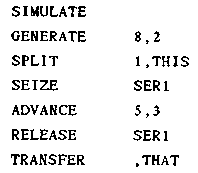 SIMULATE
GENERATE 8,2
SPLIT 1,THIS
SEIZE SER1
ADVANCE 5,3
RELEASE SER1
TRANSFER ,THAT